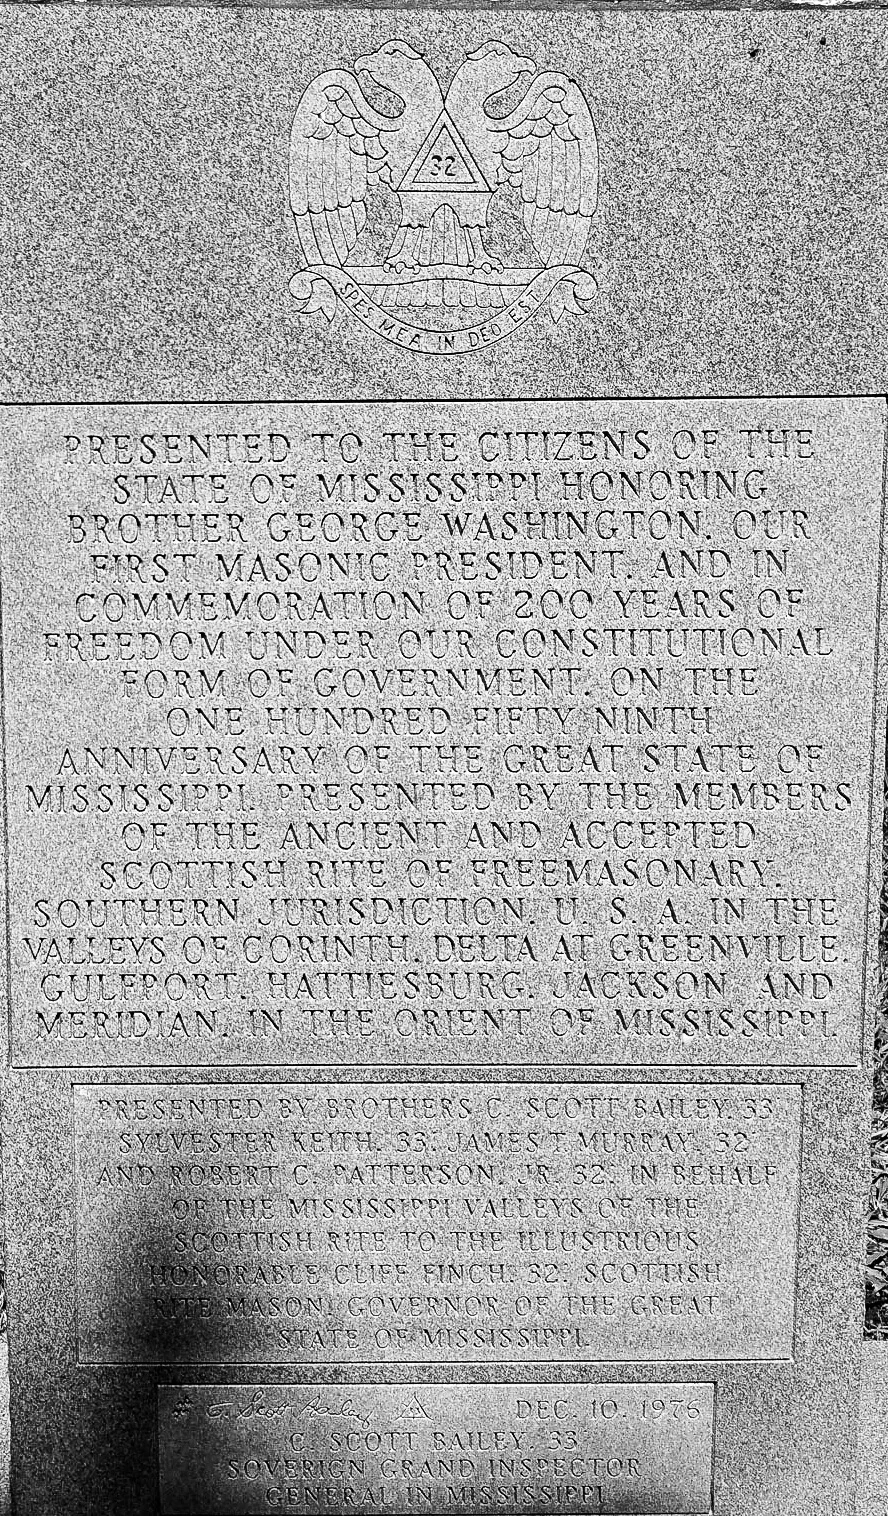 32
SPES MEA IN DEO EST
PRESENTED TO THE CITIZENS OF THE
STATE OF MISSISSIPPI HONORING
BROTHER GEORGE WASHINGTON, OUR
FIRST MASONIC PRESIDENT, AND IN
COMMEMORATION OF 200 YEARS OF
FREEDOM UNDER OUR CONSTITUTIONAL
FORM OF GOVERNMENT, ON THE
ONE HUNDRED FIFTY NINTH
ANNIVERSARY OF THE GREAT STATE OF
MISSISSIPPI. PRESENTED BY THE MEMBERS
OF THE ANCIENT AND ACCEPTED
SCOTTISH RITE OF FREEMASONARY,
SOUTHERN JURISDICTION, U. S. A. IN THE
VALLEYS OF CORINTH, DELTA AT GREENVILLE,
GULFPORT, HATTIESBURG, JACKSON AND
MERIDIAN, IN THE ORIENT OF MISSISSIPPI.
PRESENTED BY BROTHERS C. SCOTT BAILEY, 33°
SYLVESTER KEITH, 33°, JAMES T. MURRAY, 32°
AND ROBERT C. PATTERSON, JR. 32°, IN BEHALF
OF THE MISSISSIPPI VALLEYS OF THE
SCOTTISH RITE TO THE ILLUSTRIOUS
HONORABLE CLIFF FINCH, 32°, SCOTTISH
RITE MASON, GOVERNOR OF THE GREAT
STATE OF MISSISSIPPI.
C. Scott Bailey DEC. 10, 1976
C. SCOTT BAILEY, 33°
SOVERIGN GRAND INSPECTOR
GENERAL IN MISSISSIPPI